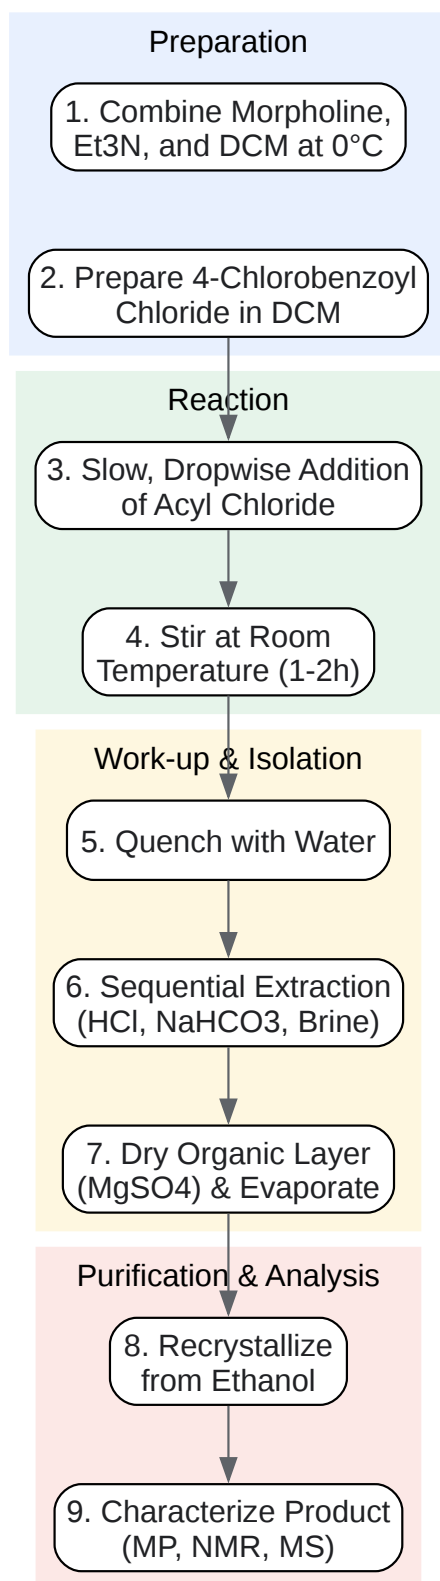 Preparation
1. Combine Morpholine,
Et3N, and DCM at 0°C
2. Prepare 4-Chlorobenzoyl
Chloride in DCM
Reaction
3. Slow, Dropwise Addition
of Acyl Chloride
4. Stir at Room
Temperature (1-2h)
Work-up & Isolation
5. Quench with Water
6. Sequential Extraction
(HCl, NaHCO3, Brine)
7. Dry Organic Layer
(MgSO4) & Evaporate
Purification & Analysis
8. Recrystallize
from Ethanol
9. Characterize Product
(MP, NMR, MS)